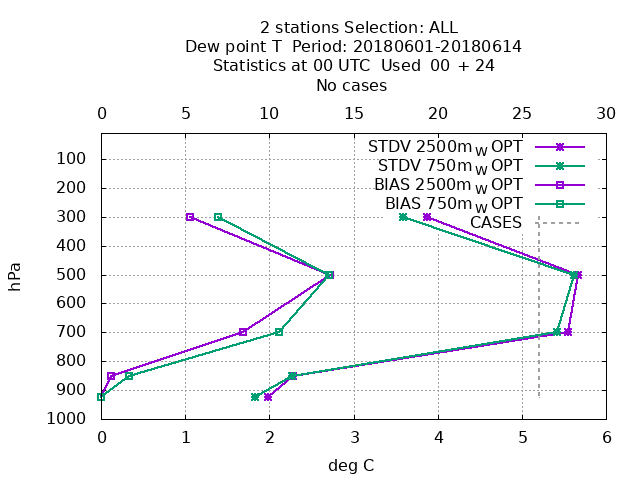 2 stations Selection: ALL
Dew point T  Period: 20180601-20180614
Statistics at 00 UTC  Used  00 + 24
No cases
0 5 10 15 20 25 30
STDV 2500m W OPT
STDV 750m W OPT
BIAS 2500m W OPT
BIAS 750m W OPT
CASES
hPa
100
200
300
400
500
600
700
800
900
1000
0 1 2 3 4 5 6
deg C